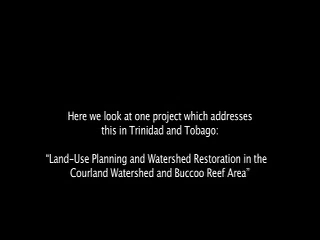 Here we look at one project which addresses
this in Trinidad and Tobago:
“Land-Use Planning and Watershed Restoration in the
Courland Watershed and Buccoo Reef Area”